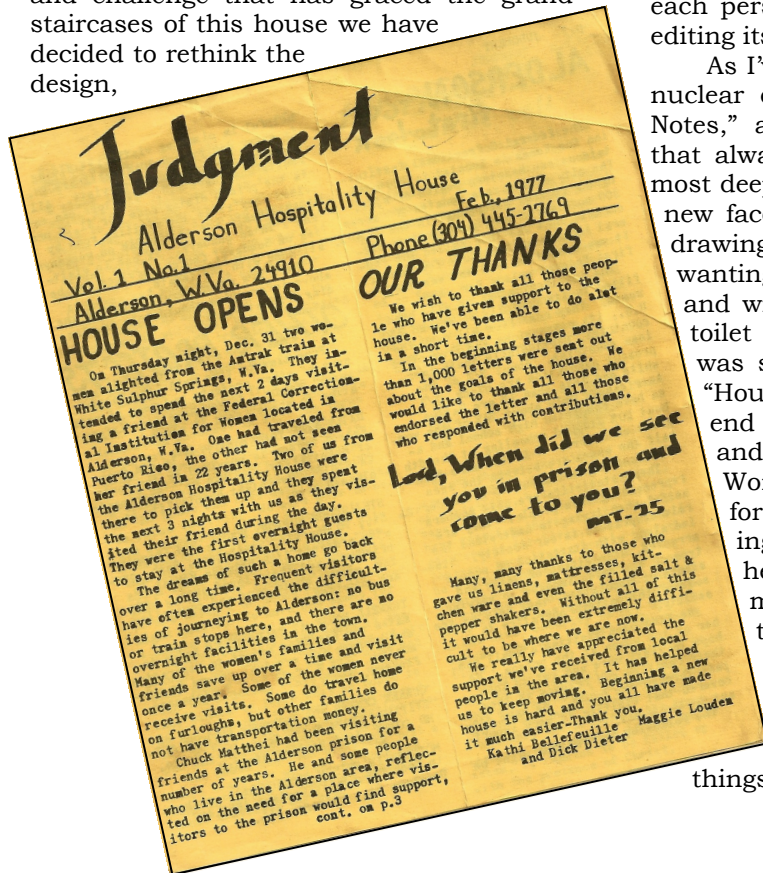 and challenge that has graced the grand
staircases of this house we have
decided to rethink the
design,
Judgment
Alderson Hospitality House
Vol. 1 No.1
Feb., 1977
Alderson, W.Va. 24910
Phone (304) 445-2769
HOUSE OPENS
On Thursday night, Dec. 31 two wo-
men alighted from the Amtrak train at
White Sulphur Springs, W.Va. They in-
tended to spend the next 2 days visit-
ing a friend at the Federal Correction-
al Institution for Women located in
Alderson, W.Va. One had traveled from
Puerto Rico, the other had not seen
her friend in 22 years. Two of us from
the Alderson Hospitality House were
there to pick them up and they spent
the next 3 nights with us as they vis-
ited their friend during the day.
They were the first overnight guests
to stay at the Hospitality House.
The dreams of such a home go back
over a long time. Frequent visitors
have often experienced the difficult-
ies of journeying to Alderson: no bus
or train stops here, and there are no
overnight facilities in the town.
Many of the women's families and
friends save up over a time and visit
once a year. Some of the women never
receive visits. Some do travel home
on furloughs, but other families do
not have transportation money.
Chuck Matthei had been visiting
friends at the Alderson prison for a
number of years. He and some people
who live in the Alderson area, reflec-
ted on the need for a place where vis-
itors to the prison would find support,
cont. on p.3
OUR THANKS
We wish to thank all those peop-
le who have given support to the
house. We've been able to do alot
in a short time.
In the beginning stages more
than 1,000 letters were sent out
about the goals of the house. We
would like to thank all those who
endorsed the letter and all those
who responded with contributions.
Lord, When did we see
you in prison and
come to you?
MT. 25
Many, many thanks to those who
gave us linens, mattresses, kit-
chen ware and even the filled salt &
pepper shakers. Without all of this
it would have been extremely diffi-
cult to be where we are now.
We really have appreciated the
support we've received from local
people in the area. It has helped
us to keep moving. Beginning a new
house is hard and you all have made
it much easier-Thank you.
Kathi Bellefeuille Maggie Louden
and Dick Dieter
each pers
editing its
As I'v
nuclear
Notes," a
that alwa
most deep
new face
drawing
wanting
and w
toilet
was s
"Hou
end
and
Wor
for
ing
he
m
t
things